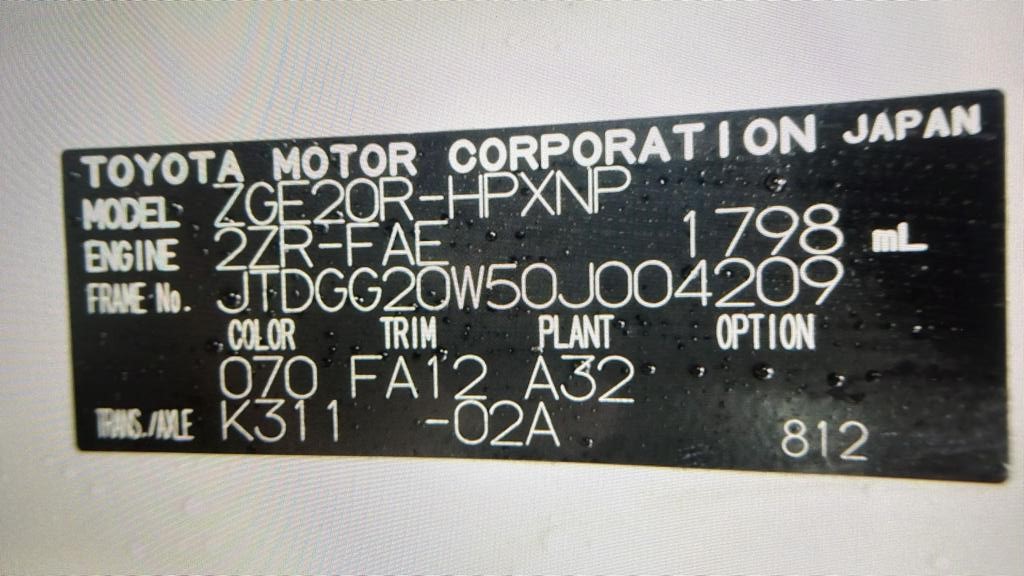 TOYOTA MOTOR CORPORATION JAPAN
MODEL ZGE20R-HPXNP
ENGINE 2ZR-FAE 1798 mL
FRAME No. JTDGG20W50J004209
COLOR TRIM PLANT OPTION
070 FA12 A32
TRANS./AXLE K311 -02A 812